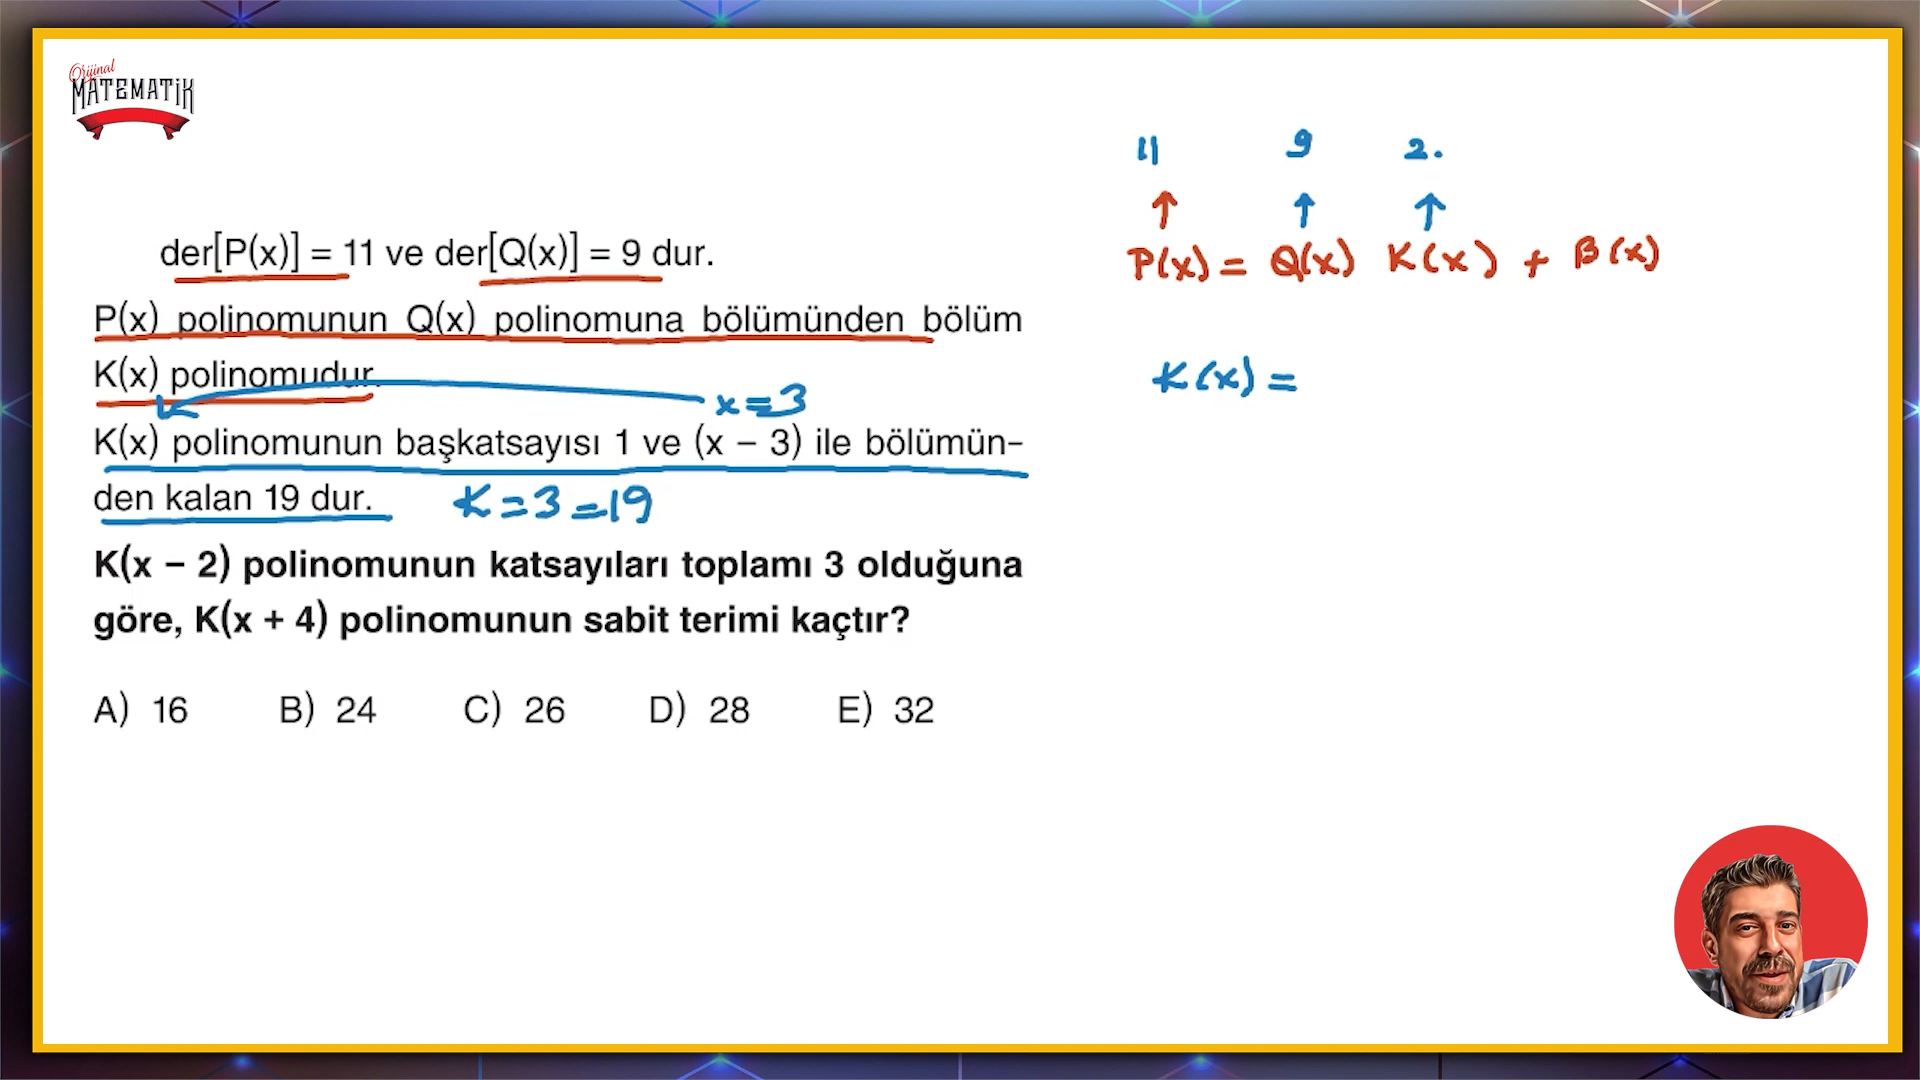 Orijinal
MATEMATİK
der[P(x)] = 11 ve der[Q(x)] = 9 dur.
P(x) polinomunun Q(x) polinomuna bölümünden bölüm
K(x) polinomudur.
x = 3
K(x) polinomunun başkatsayısı 1 ve (x – 3) ile bölümün-
den kalan 19 dur.
K = 3 = 19
K(x – 2) polinomunun katsayıları toplamı 3 olduğuna
göre, K(x + 4) polinomunun sabit terimi kaçtır?
A) 16 B) 24 C) 26 D) 28 E) 32
11 9 2.
P(x) = Q(x) K(x) + B(x)
K(x) =